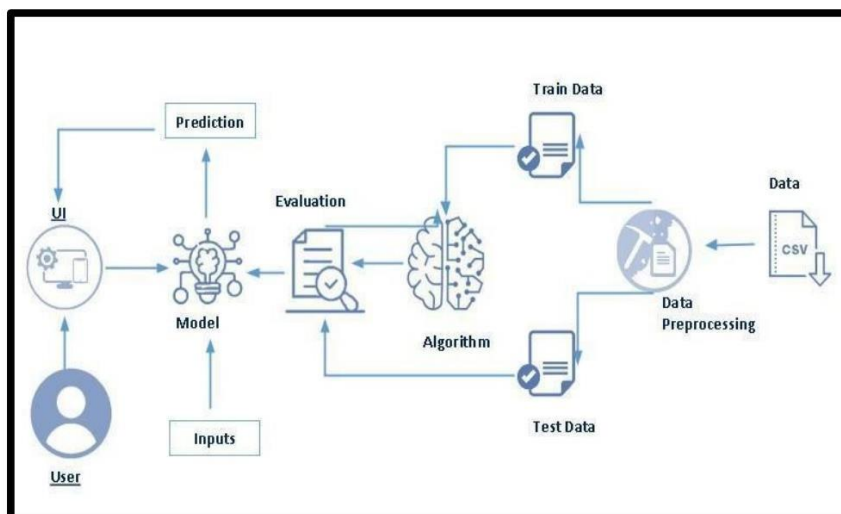 Train Data
Prediction
Data
UI
Evaluation
CSV
Model
Algorithm
Data
Preprocessing
Inputs
Test Data
User